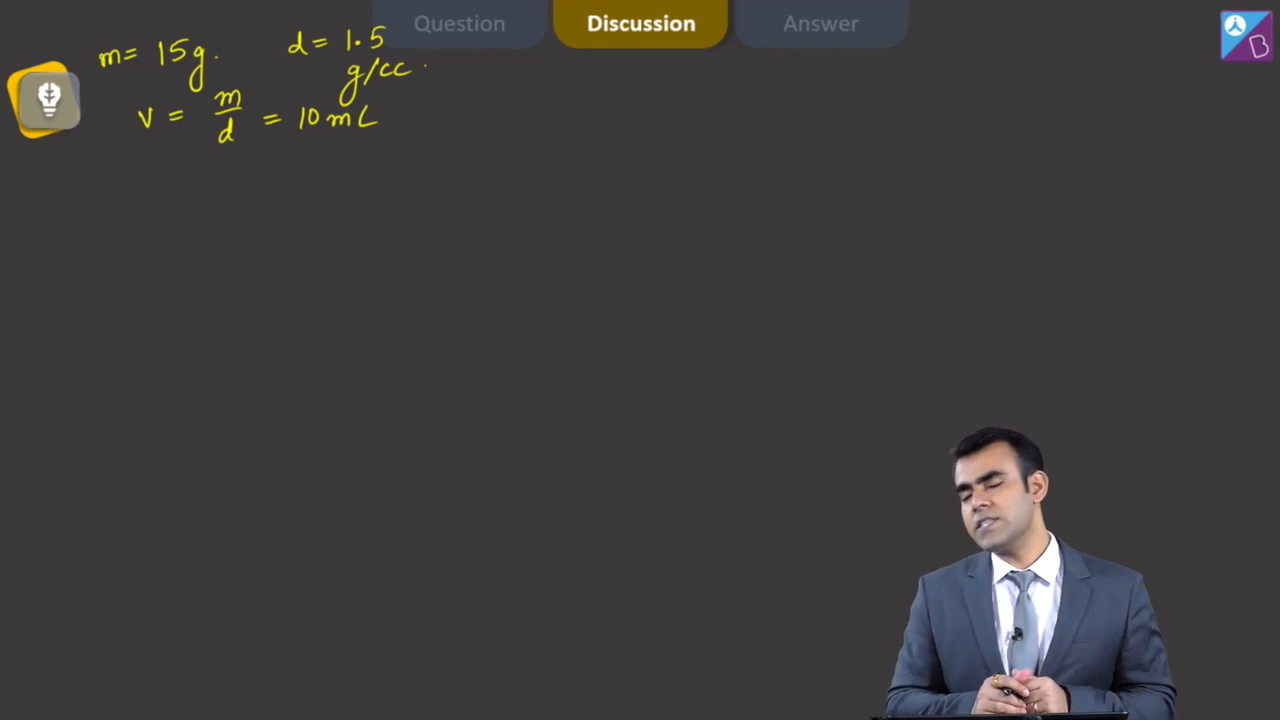 Question Discussion Answer
m = 15g. d = 1.5
g/cc.
v = m/d = 10 mL
B